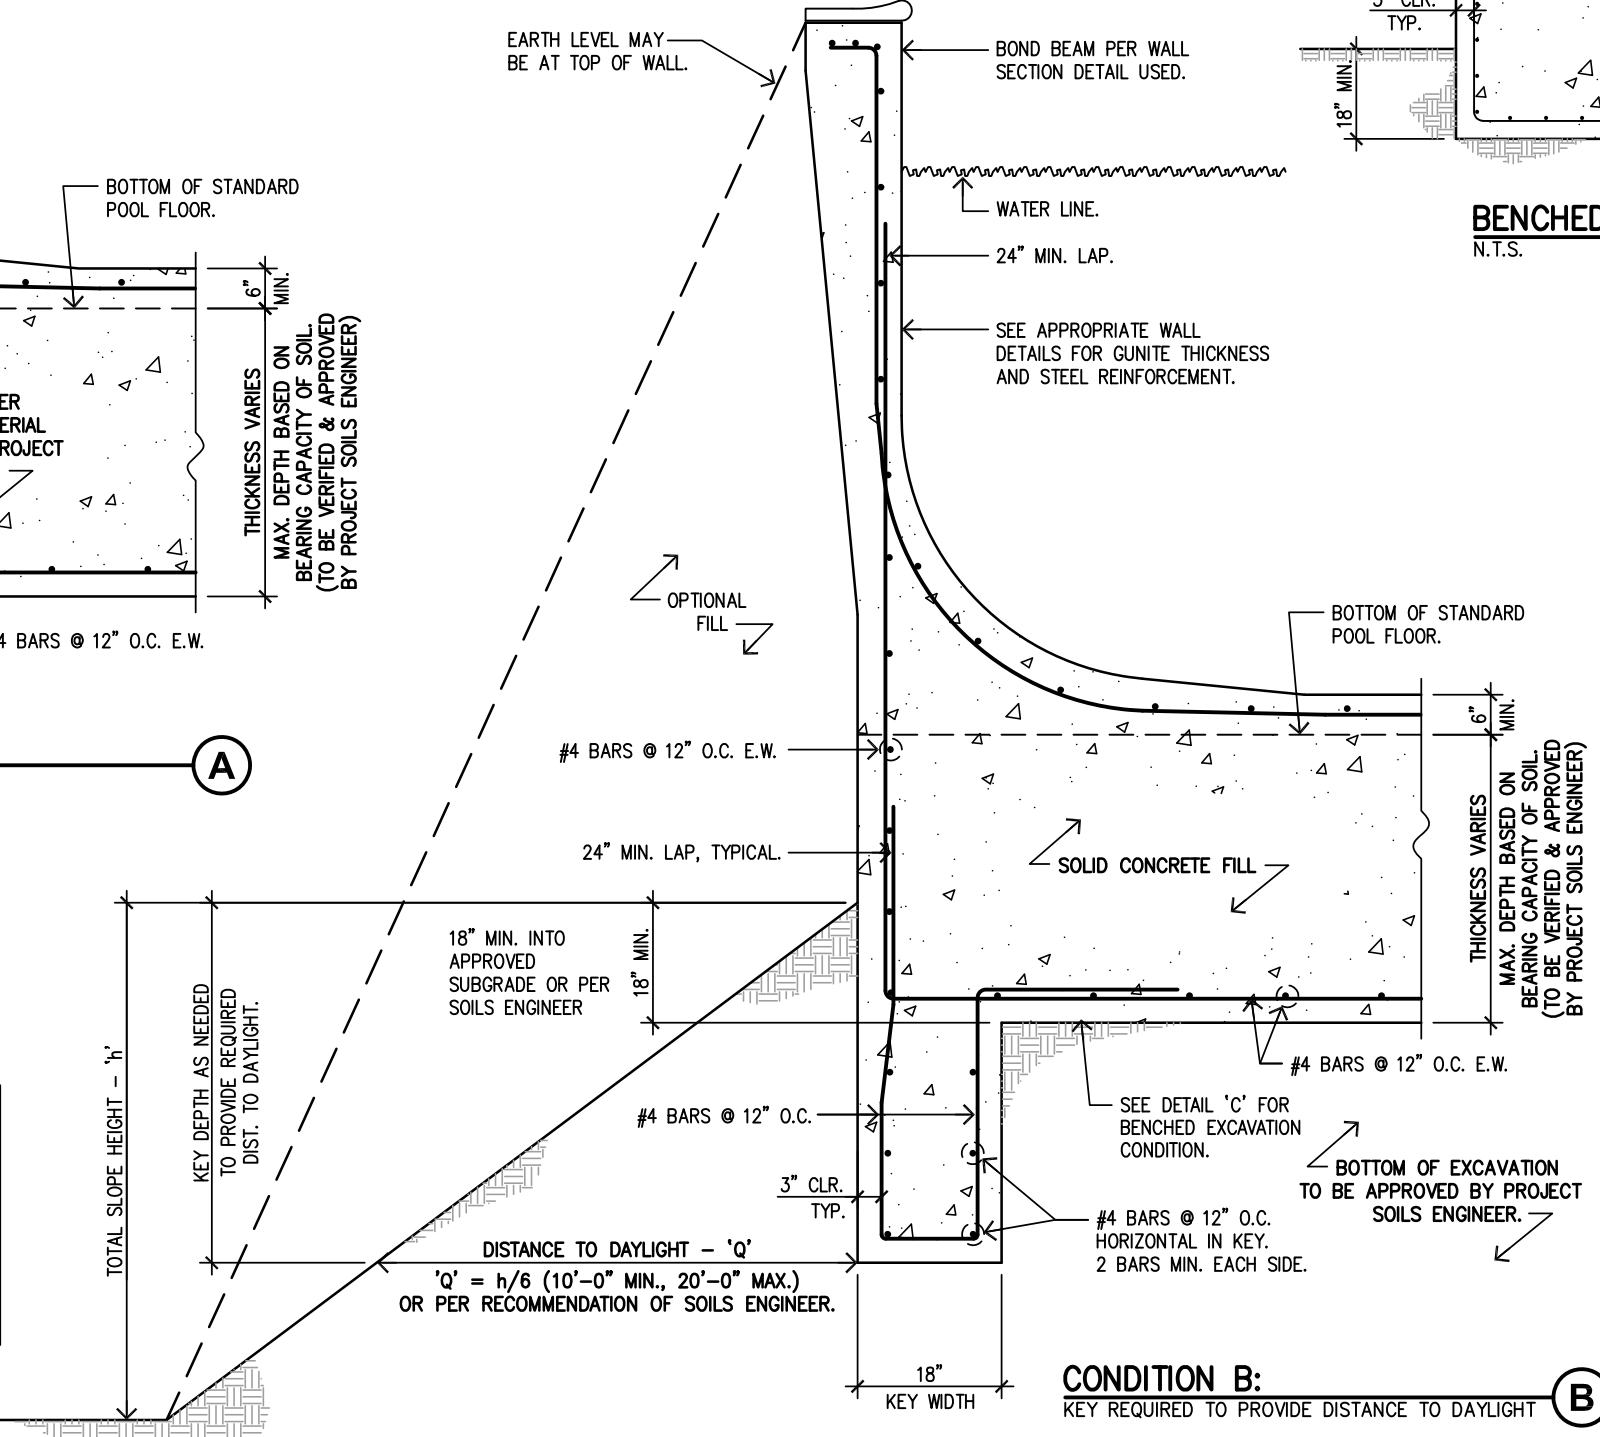 EARTH LEVEL MAY
BE AT TOP OF WALL.
BOND BEAM PER WALL
SECTION DETAIL USED.
3" CLR.
TYP.
18" MIN.
BENCHED
N.T.S.
WATER LINE.
24" MIN. LAP.
SEE APPROPRIATE WALL
DETAILS FOR GUNITE THICKNESS
AND STEEL REINFORCEMENT.
BOTTOM OF STANDARD
POOL FLOOR.
6"
MIN.
THICKNESS VARIES
MAX. DEPTH BASED ON
BEARING CAPACITY OF SOIL.
(TO BE VERIFIED & APPROVED
BY PROJECT SOILS ENGINEER)
4 BARS @ 12" O.C. E.W.
A
OPTIONAL
FILL
BOTTOM OF STANDARD
POOL FLOOR.
6"
MIN.
THICKNESS VARIES
MAX. DEPTH BASED ON
BEARING CAPACITY OF SOIL.
(TO BE VERIFIED & APPROVED
BY PROJECT SOILS ENGINEER)
#4 BARS @ 12" O.C. E.W.
24" MIN. LAP, TYPICAL.
SOLID CONCRETE FILL
18" MIN. INTO
APPROVED
SUBGRADE OR PER
SOILS ENGINEER
18" MIN.
TOTAL SLOPE HEIGHT - 'h'
KEY DEPTH AS NEEDED
TO PROVIDE REQUIRED
DIST. TO DAYLIGHT.
#4 BARS @ 12" O.C. E.W.
#4 BARS @ 12" O.C.
SEE DETAIL 'C' FOR
BENCHED EXCAVATION
CONDITION.
BOTTOM OF EXCAVATION
TO BE APPROVED BY PROJECT
SOILS ENGINEER.
3" CLR.
TYP.
#4 BARS @ 12" O.C.
HORIZONTAL IN KEY.
2 BARS MIN. EACH SIDE.
DISTANCE TO DAYLIGHT - 'Q'
'Q' = h/6 (10'-0" MIN., 20'-0" MAX.)
OR PER RECOMMENDATION OF SOILS ENGINEER.
18"
KEY WIDTH
CONDITION B:
KEY REQUIRED TO PROVIDE DISTANCE TO DAYLIGHT
B